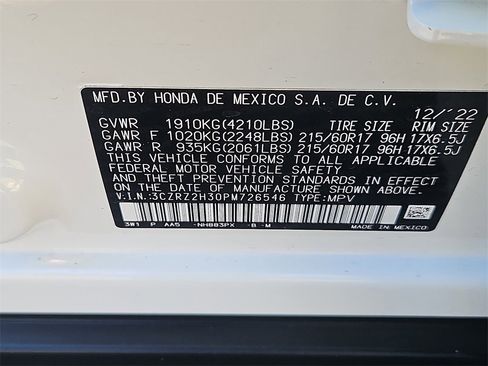 MFD.BY HONDA DE MEXICO S.A. DE C.V.
12/'22
GVWR 1910KG(4210LBS) TIRE SIZE RIM SIZE
GAWR F 1020KG(2248LBS) 215/60R17 96H 17X6.5J
GAWR R 935KG(2061LBS) 215/60R17 96H 17X6.5J
THIS VEHICLE CONFORMS TO ALL APPLICABLE
FEDERAL MOTOR VEHICLE SAFETY, BUMPER,
AND THEFT PREVENTION STANDARDS IN EFFECT
ON THE DATE OF MANUFACTURE SHOWN ABOVE.
V.I.N.:3CZRZ2H30PM726546 TYPE:MPV
3W1 P AA5 NH883PX B M
MADE IN MEXICO